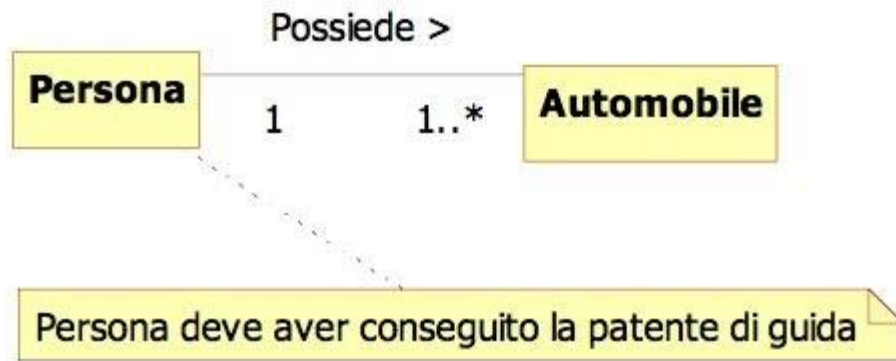 Possiede >
Persona
1
1..*
Automobile
Persona deve aver conseguito la patente di guida